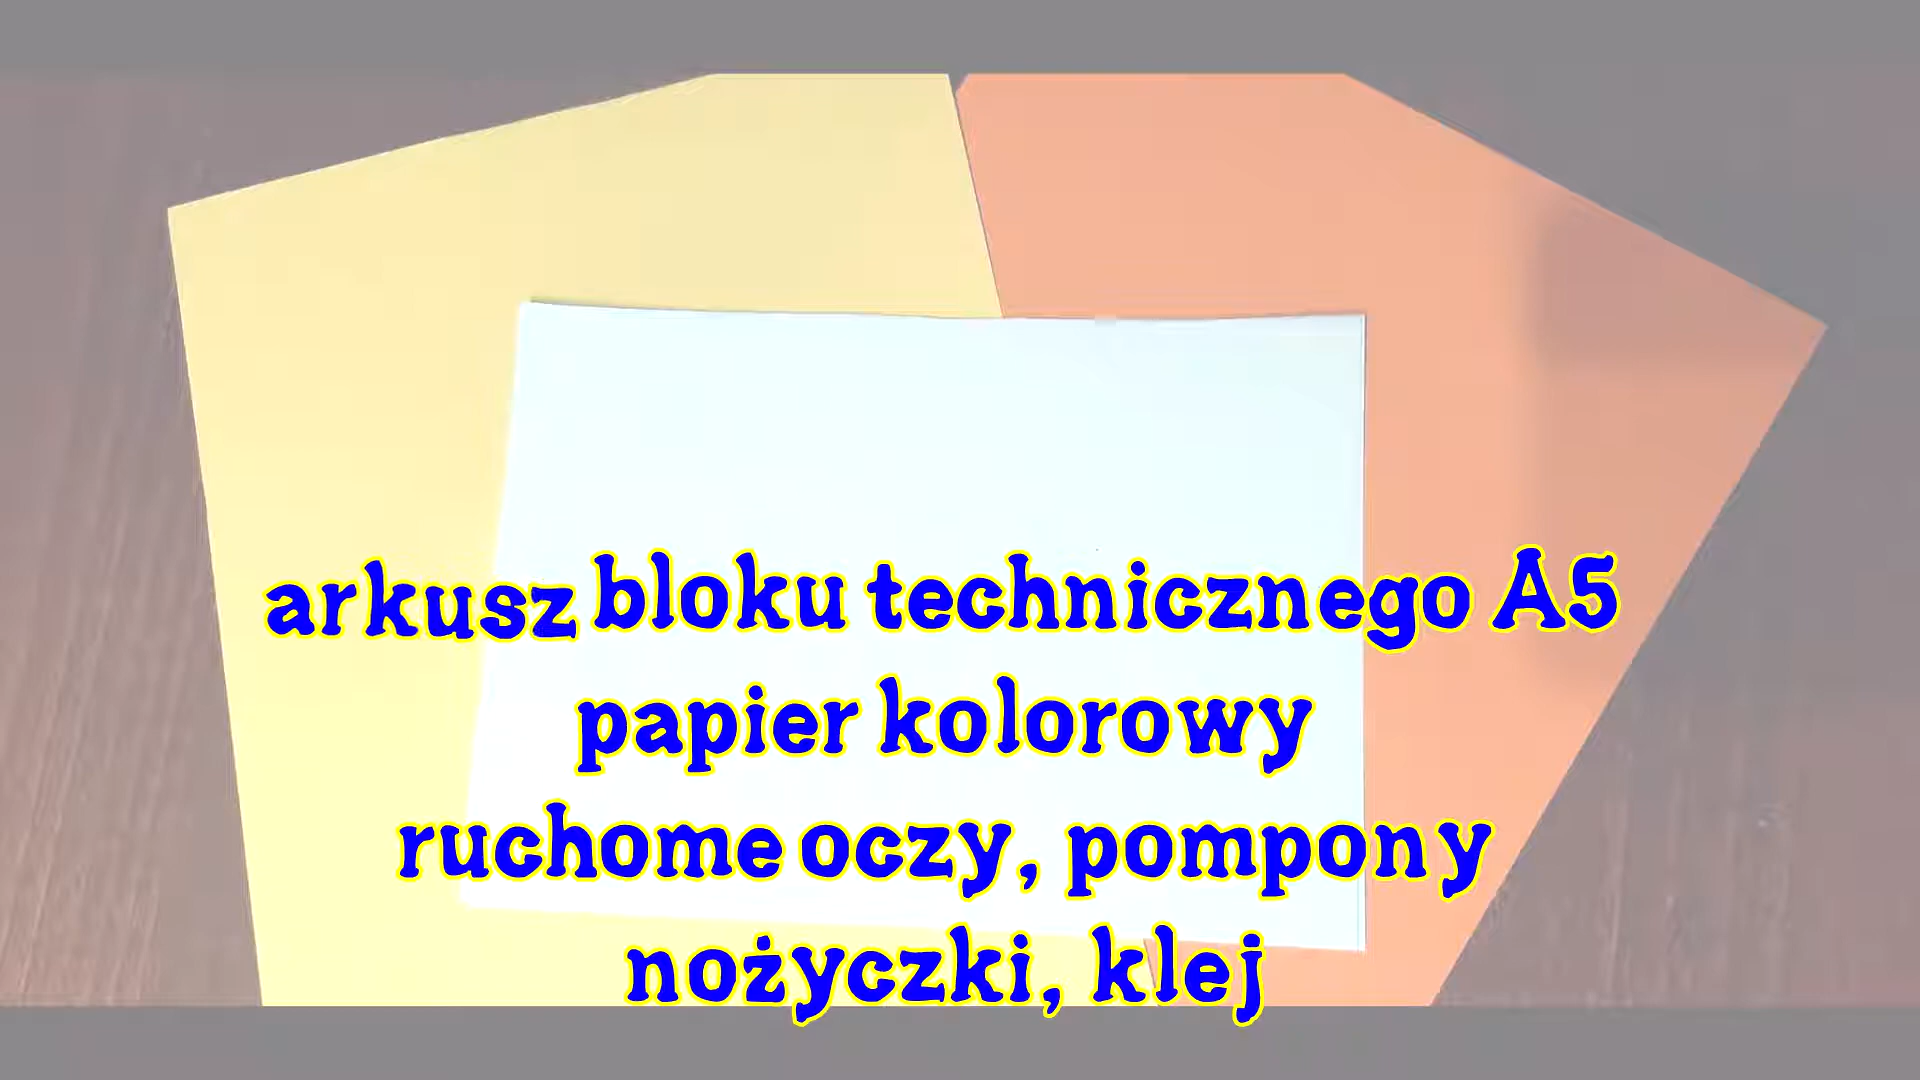 arkusz bloku technicznego A5
papier kolorowy
ruchome oczy, pompony
nożyczki, klej